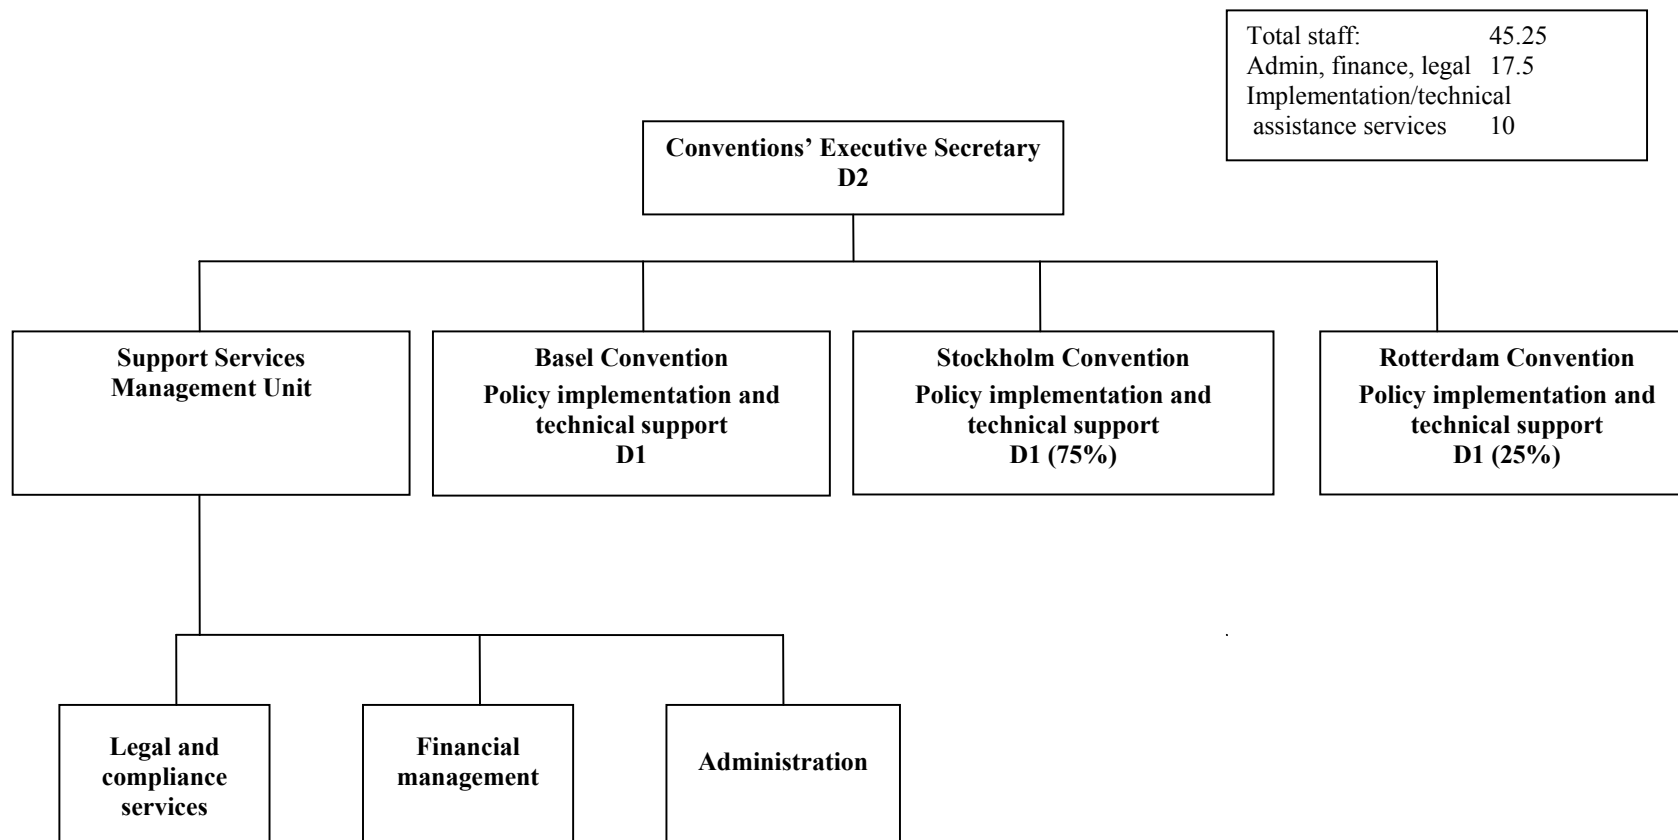 Total staff: 45.25
Admin, finance, legal 17.5
Implementation/technical
assistance services 10
Conventions’ Executive Secretary
D2
Support Services
Management Unit
Basel Convention
Policy implementation and
technical support
D1
Stockholm Convention
Policy implementation and
technical support
D1 (75%)
Rotterdam Convention
Policy implementation and
technical support
D1 (25%)
Legal and
compliance
services
Financial
management
Administration